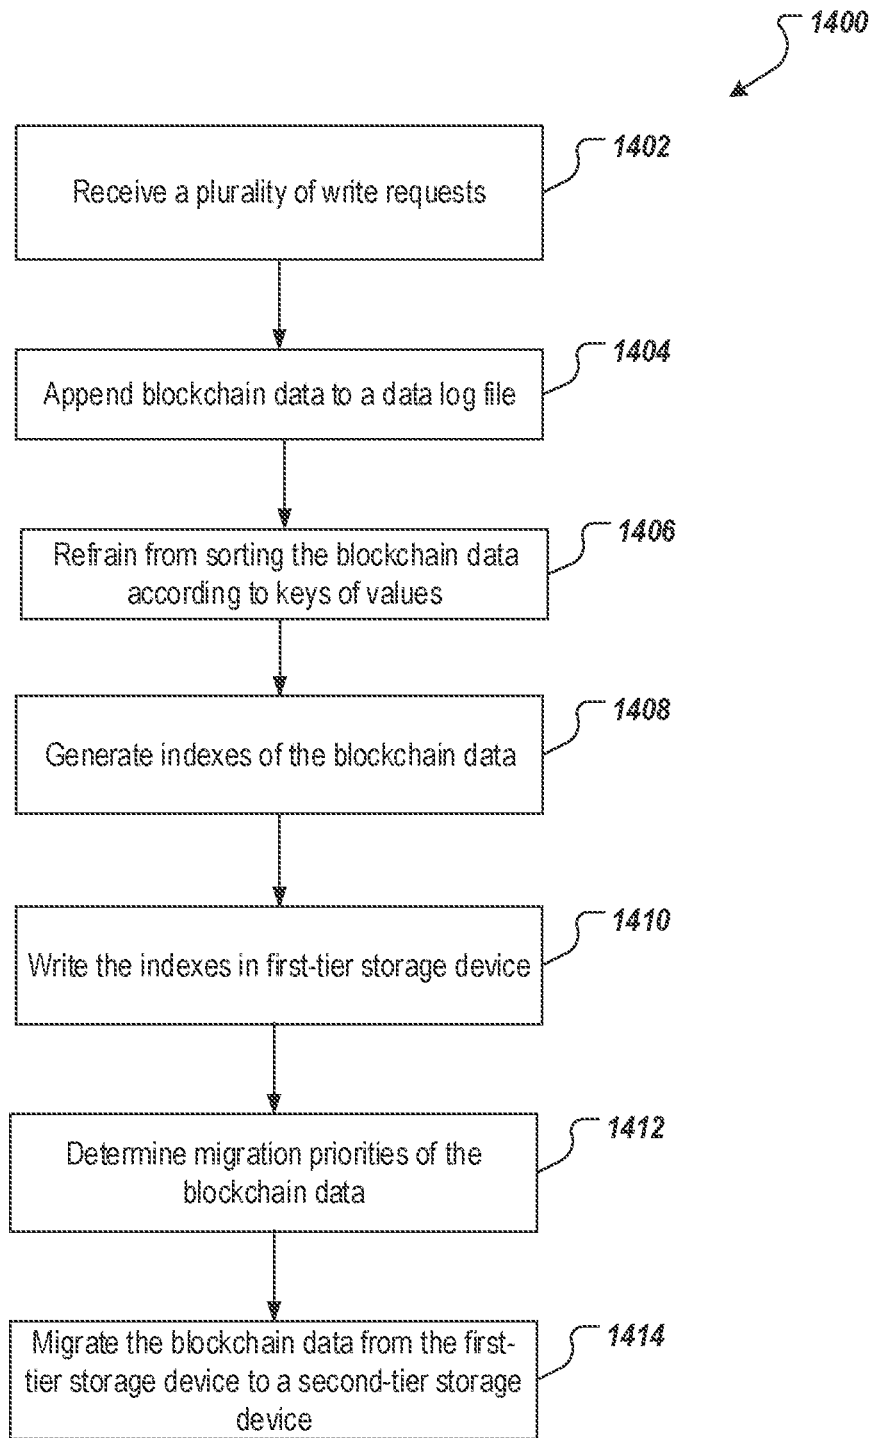 1400
1402
Receive a plurality of write requests
1404
Append blockchain data to a data log file
1406
Refrain from sorting the blockchain data
according to keys of values
1408
Generate indexes of the blockchain data
1410
Write the indexes in first-tier storage device
1412
Determine migration priorities of the
blockchain data
1414
Migrate the blockchain data from the first-
tier storage device to a second-tier storage
device